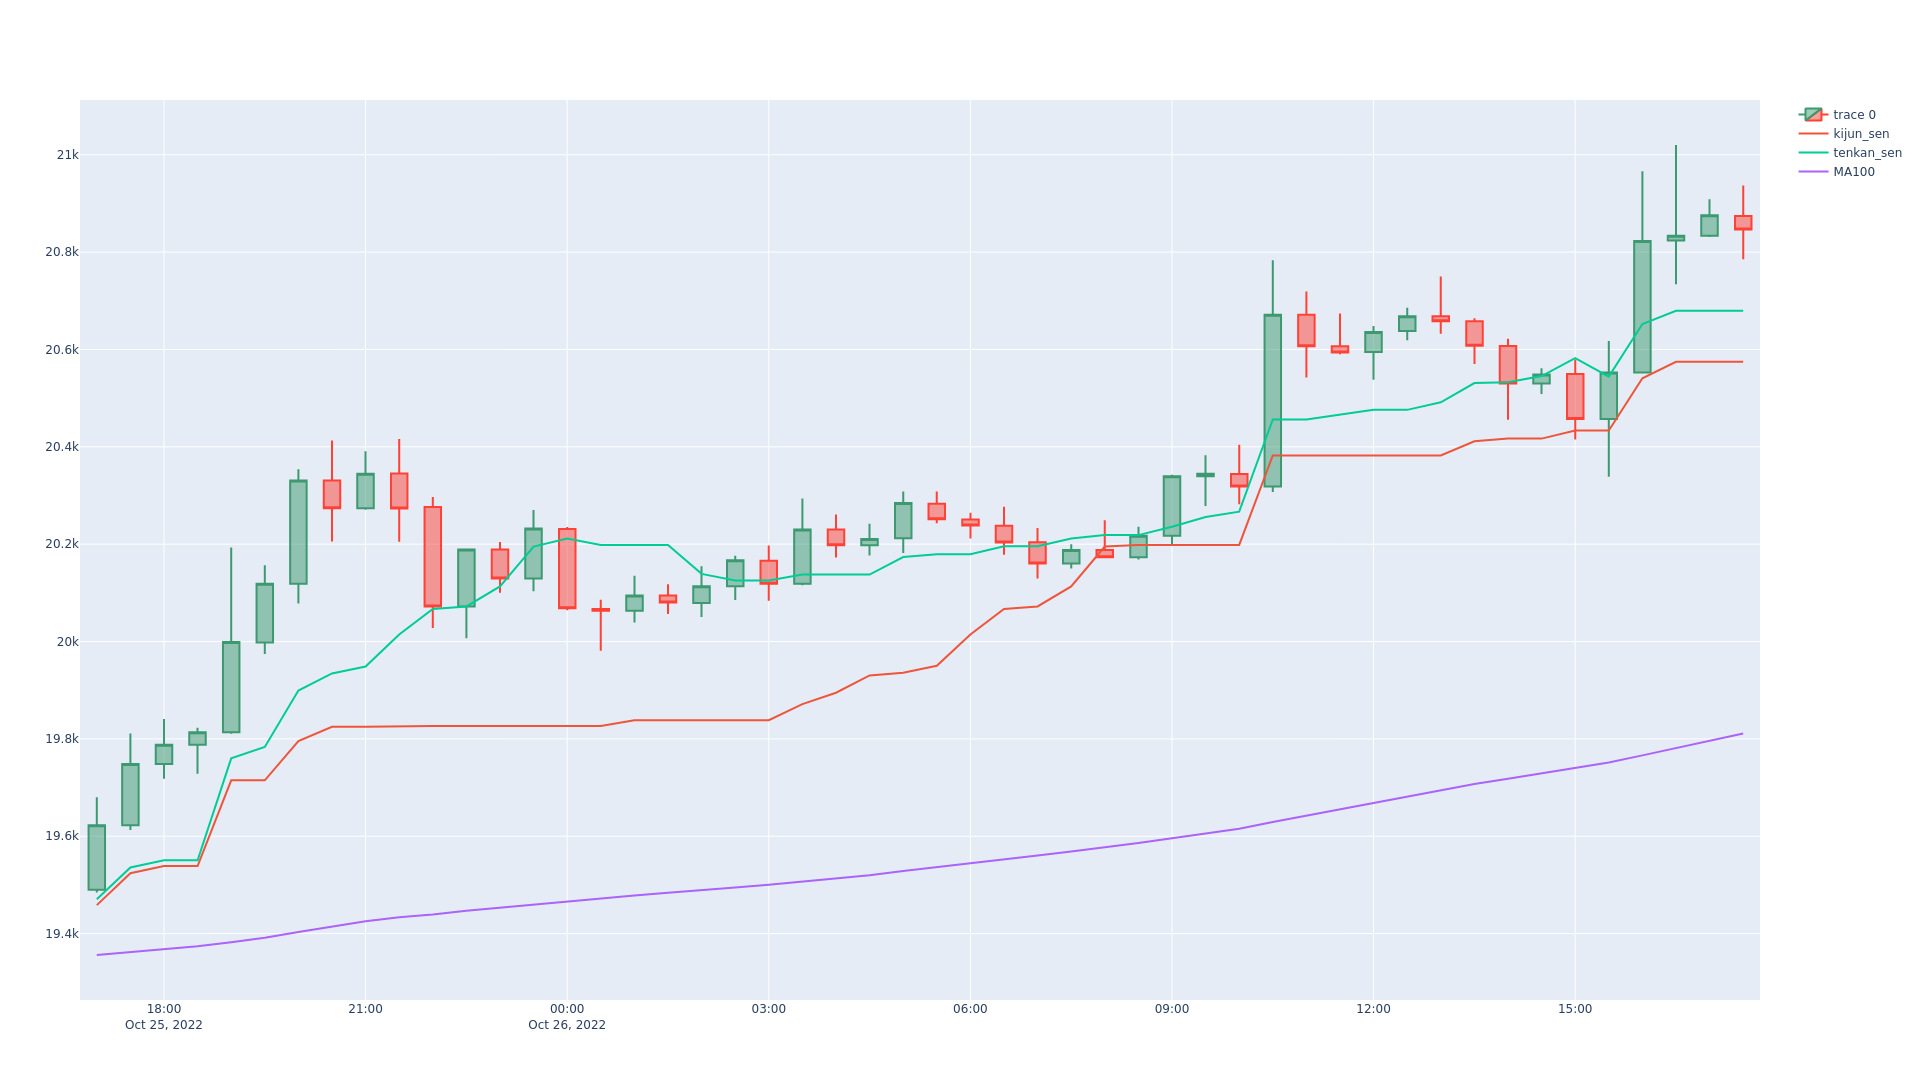 21k
20.8k
20.6k
20.4k
20.2k
20k
19.8k
19.6k
19.4k
18:00 21:00 00:00 03:00 06:00 09:00 12:00 15:00
Oct 25, 2022 Oct 26, 2022
trace 0
kijun_sen
tenkan_sen
MA100